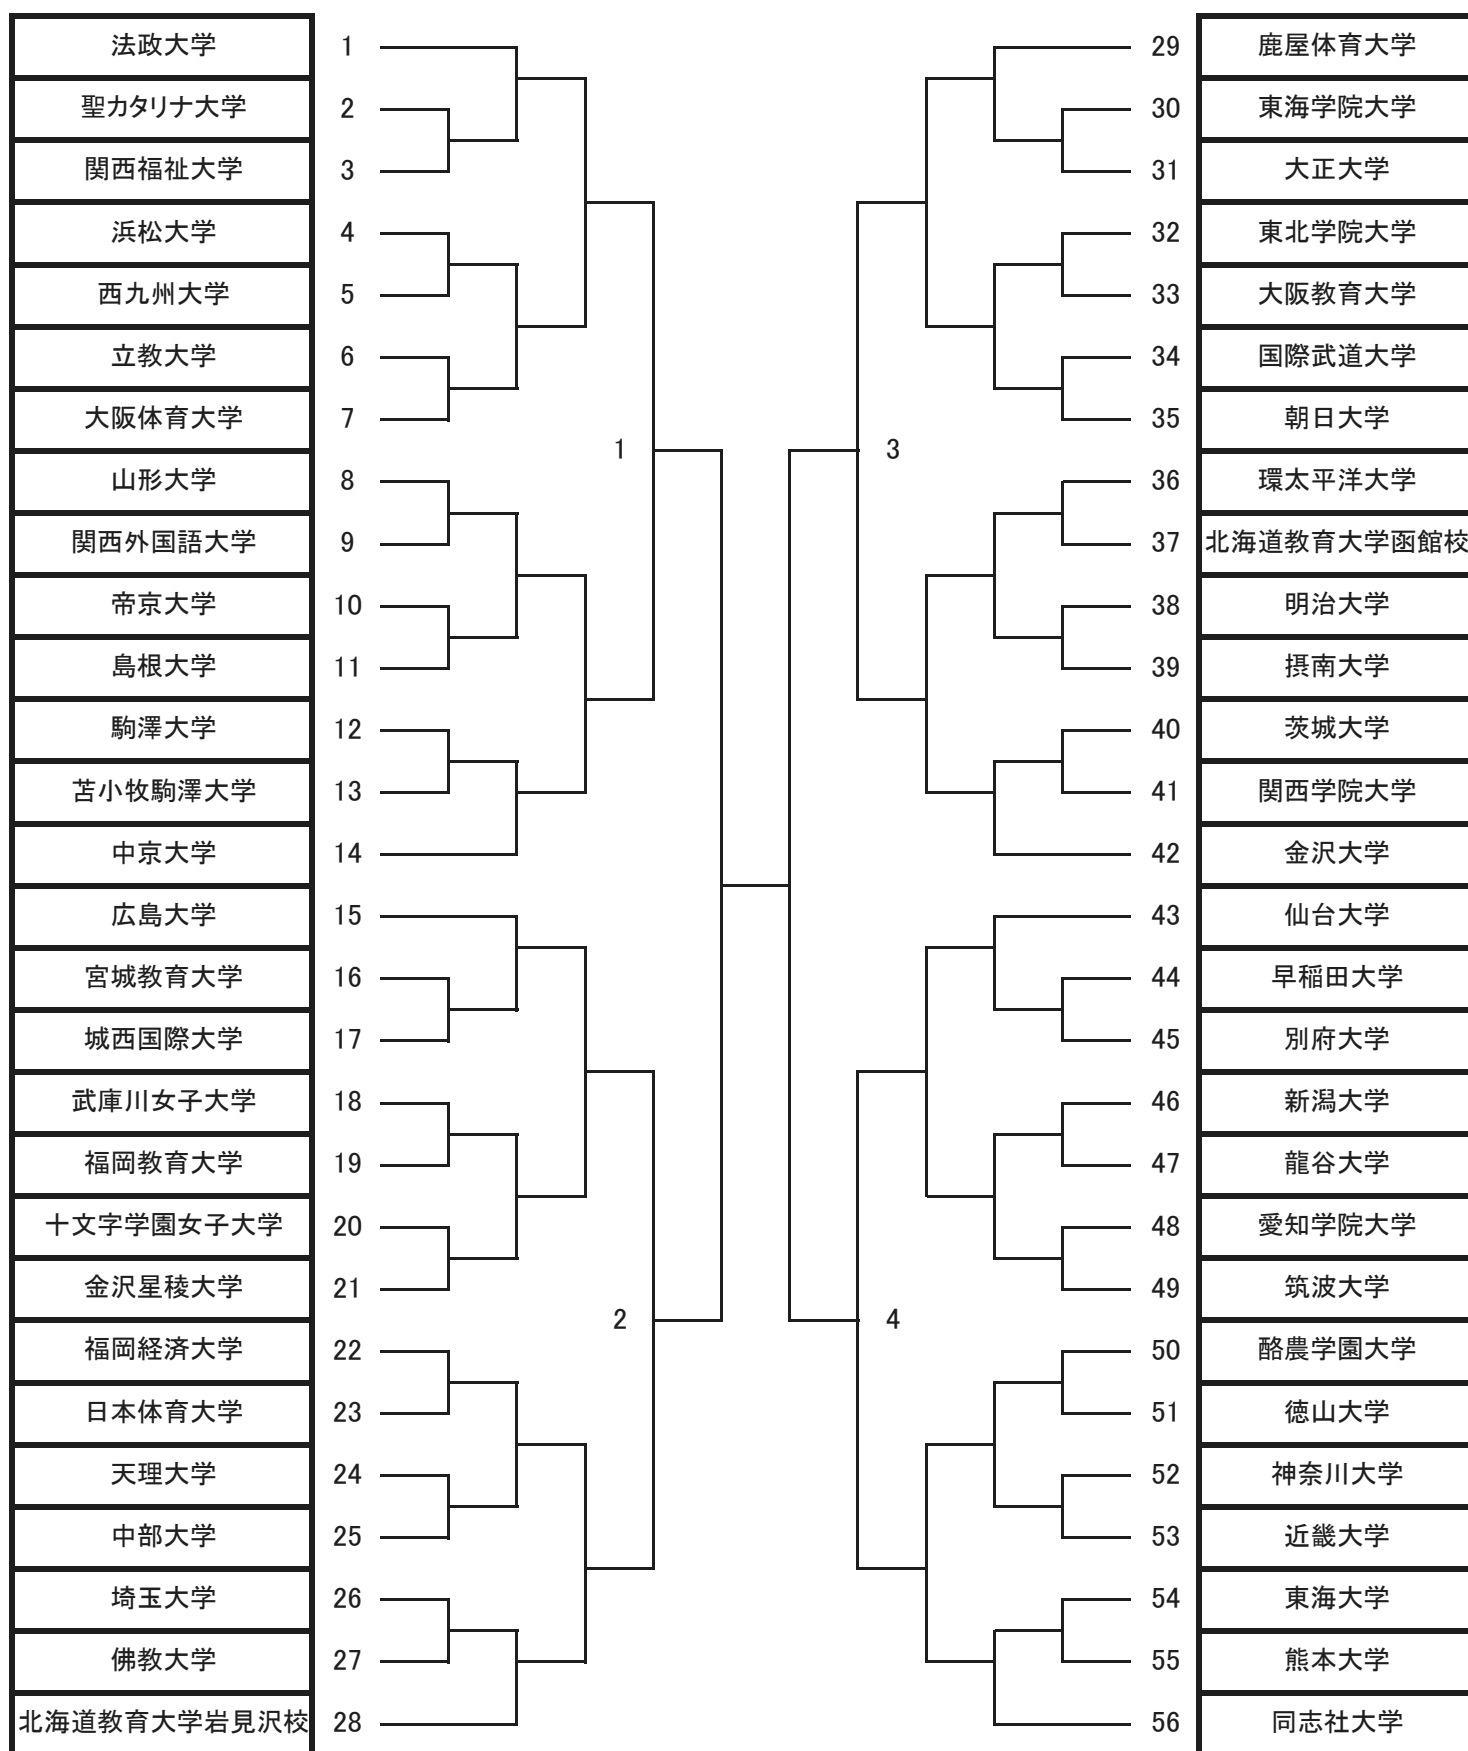 法政大学 1
聖カタリナ大学 2
関西福祉大学 3
浜松大学 4
西九州大学 5
立教大学 6
大阪体育大学 7
1
山形大学 8
関西外国語大学 9
帝京大学 10
島根大学 11
駒澤大学 12
苫小牧駒澤大学 13
中京大学 14
広島大学 15
宮城教育大学 16
城西国際大学 17
武庫川女子大学 18
福岡教育大学 19
十文字学園女子大学 20
金沢星稜大学 21
2
福岡経済大学 22
日本体育大学 23
天理大学 24
中部大学 25
埼玉大学 26
佛教大学 27
北海道教育大学岩見沢校 28
29 鹿屋体育大学
30 東海学院大学
31 大正大学
32 東北学院大学
33 大阪教育大学
34 国際武道大学
35 朝日大学
3
36 環太平洋大学
37 北海道教育大学函館校
38 明治大学
39 摂南大学
40 茨城大学
41 関西学院大学
42 金沢大学
43 仙台大学
44 早稲田大学
45 別府大学
46 新潟大学
47 龍谷大学
48 愛知学院大学
49 筑波大学
4
50 酪農学園大学
51 徳山大学
52 神奈川大学
53 近畿大学
54 東海大学
55 熊本大学
56 同志社大学